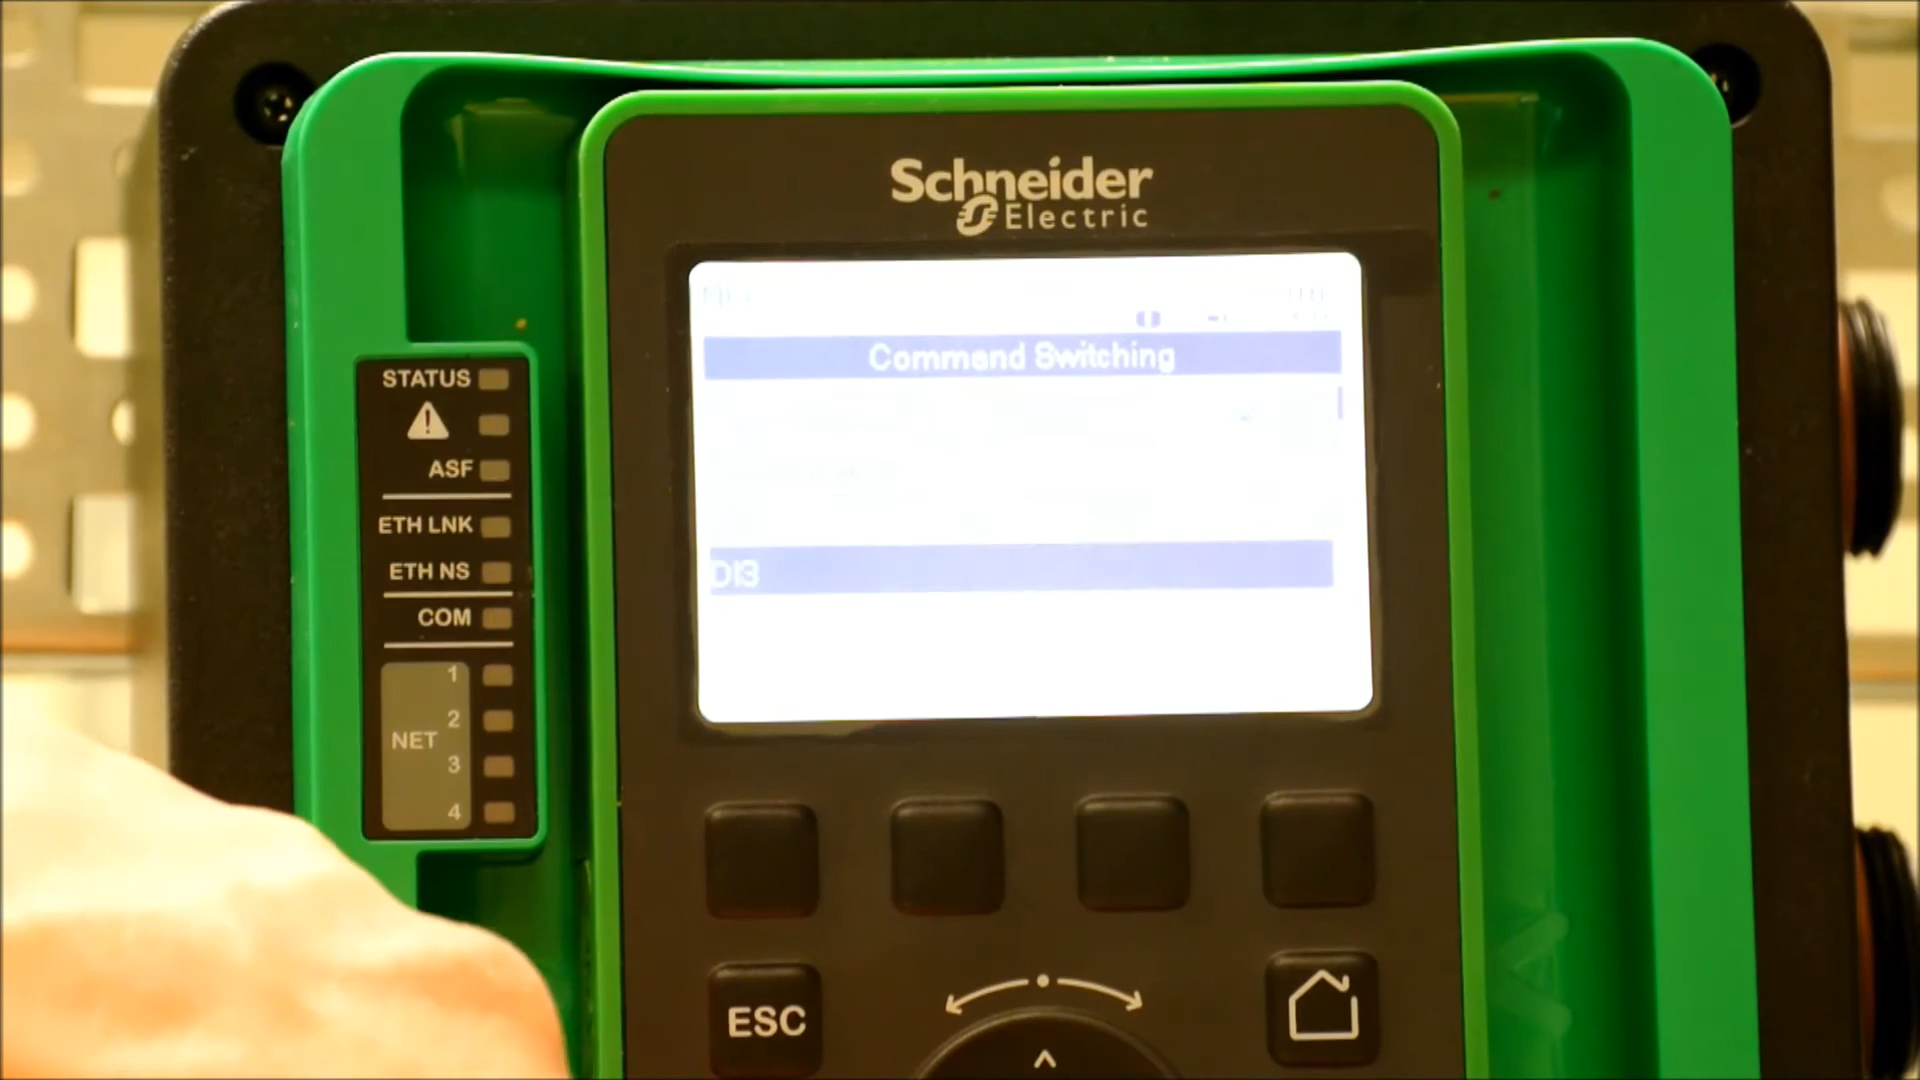 Schneider
Electric
Command Switching
DI3
STATUS
ASF
ETH LNK
ETH NS
COM
NET
1
2
3
4
ESC